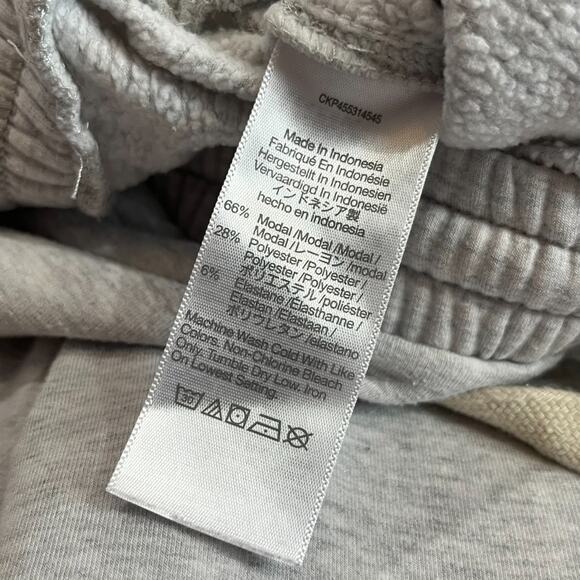 CKP455314545
Made In Indonesia
Fabriqué En Indonésie
Hergestellt In Indonesien
Vervaardigd In Indonesië
インドネシア製
hecho en indonesia
66% Modal/Modal/Modal/
Modal/レーヨン/modal
28% Polyester/Polyester/
Polyester/Polyester/
ポリエステル/poliéster
6% Elastane/Élasthanne/
Elastan/Elastaan/
ポリウレタン/elastano
Machine Wash Cold With Like
Colors. Non-Chlorine Bleach
Only. Tumble Dry Low. Iron
On Lowest Setting.
30